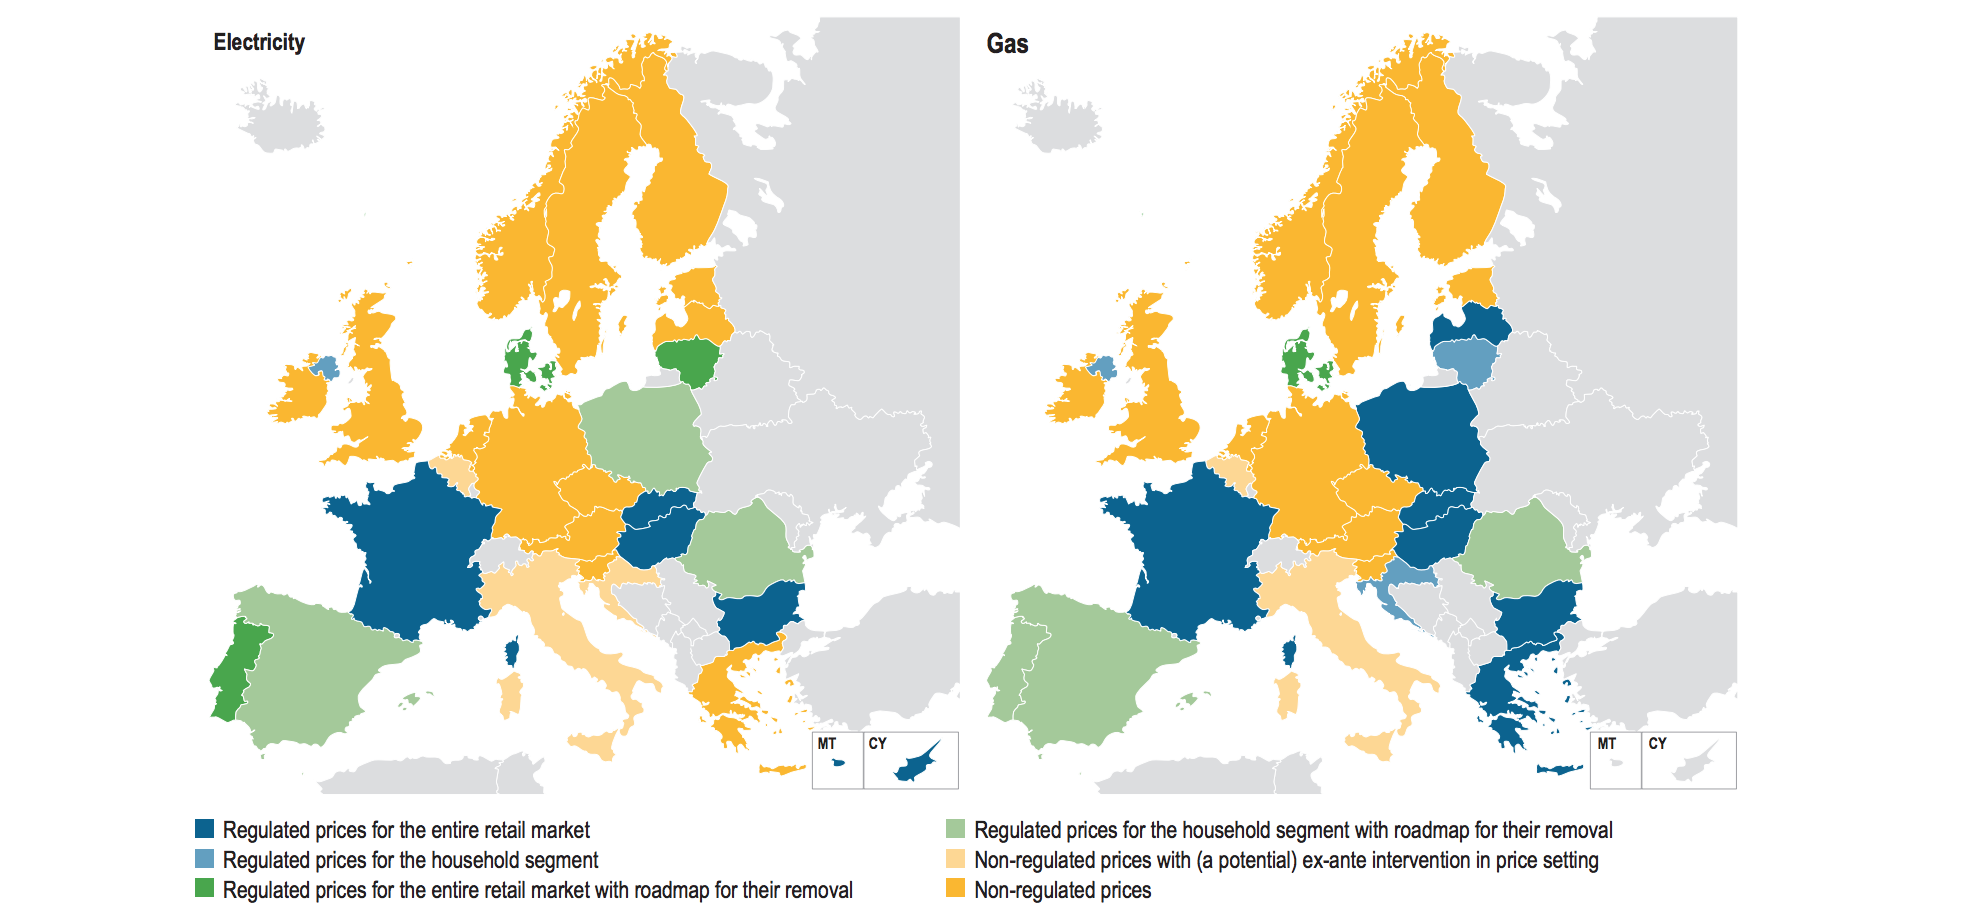 Electricity
Gas
MT
CY
MT
CY
Regulated prices for the entire retail market
Regulated prices for the household segment
Regulated prices for the entire retail market with roadmap for their removal
Regulated prices for the household segment with roadmap for their removal
Non-regulated prices with (a potential) ex-ante intervention in price setting
Non-regulated prices